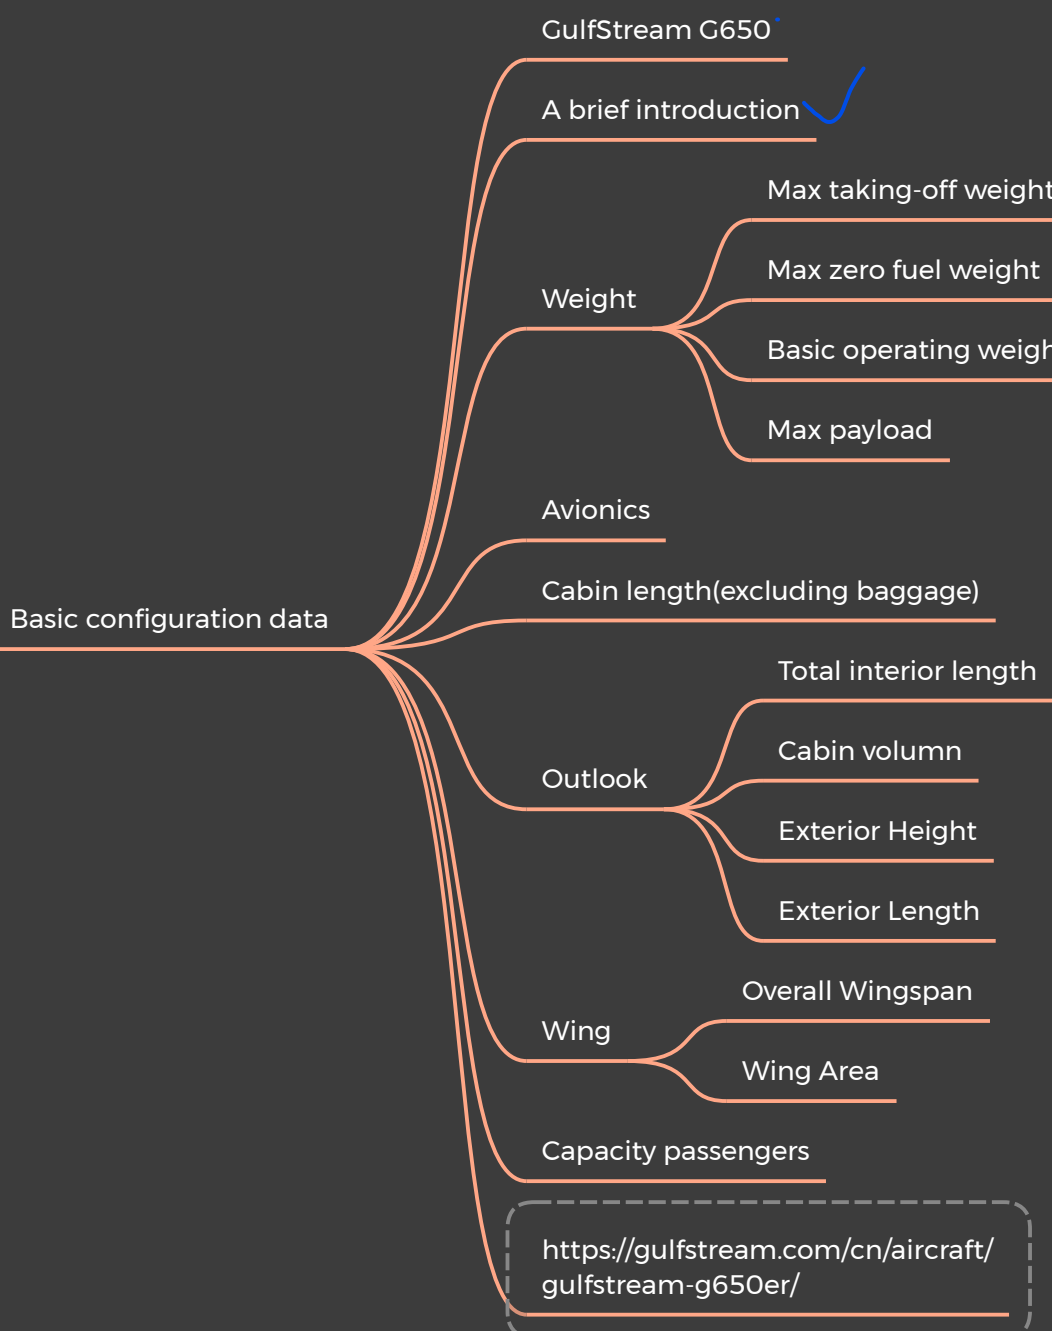 GulfStream G650
A brief introduction
Max taking-off weight
Max zero fuel weight
Weight
Basic operating weigh
Max payload
Avionics
Cabin length(excluding baggage)
Basic configuration data
Total interior length
Cabin volumn
Outlook
Exterior Height
Exterior Length
Overall Wingspan
Wing
Wing Area
Capacity passengers
https://gulfstream.com/cn/aircraft/
gulfstream-g650er/